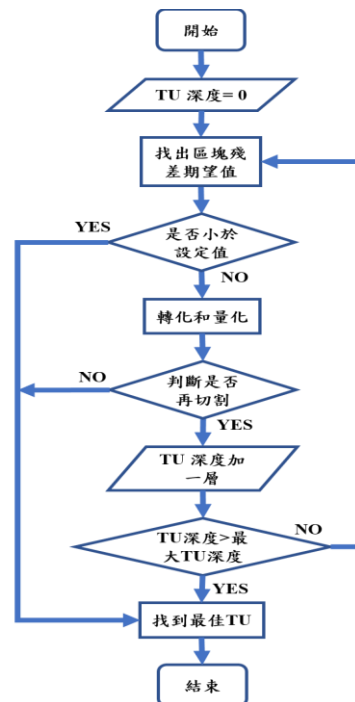 開始
TU 深度= 0
找出區塊殘
差期望值
YES
是否小於
設定值
NO
轉化和量化
NO
判斷是否
再切割
YES
TU 深度加
一層
TU深度>最
大TU深度
NO
YES
找到最佳TU
結束